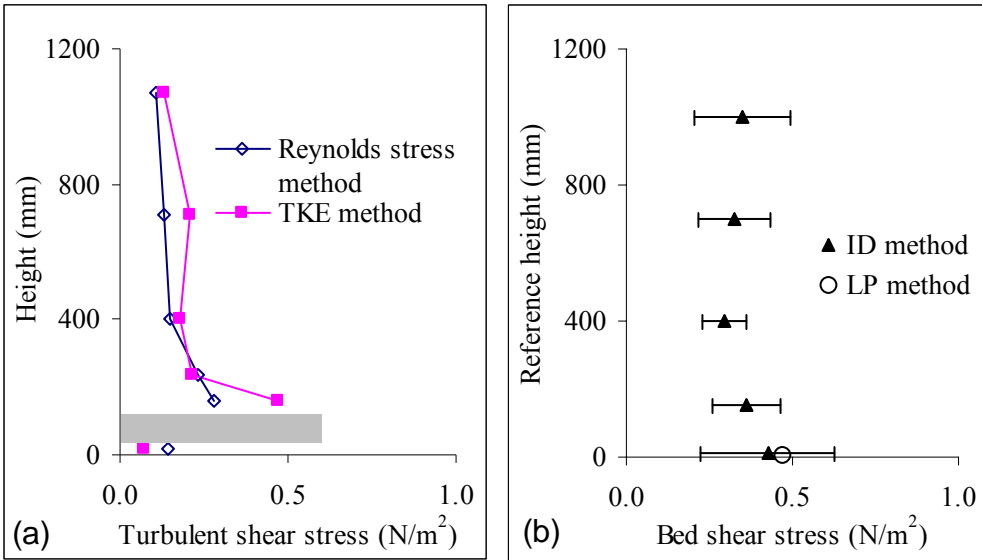 1200
800
400
0
Height (mm)
Reynolds stress
method
TKE method
0.0 0.5 1.0
(a) Turbulent shear stress (N/m²)
1200
800
400
0
Reference height (mm)
ID method
LP method
0.0 0.5 1.0
(b) Bed shear stress (N/m²)